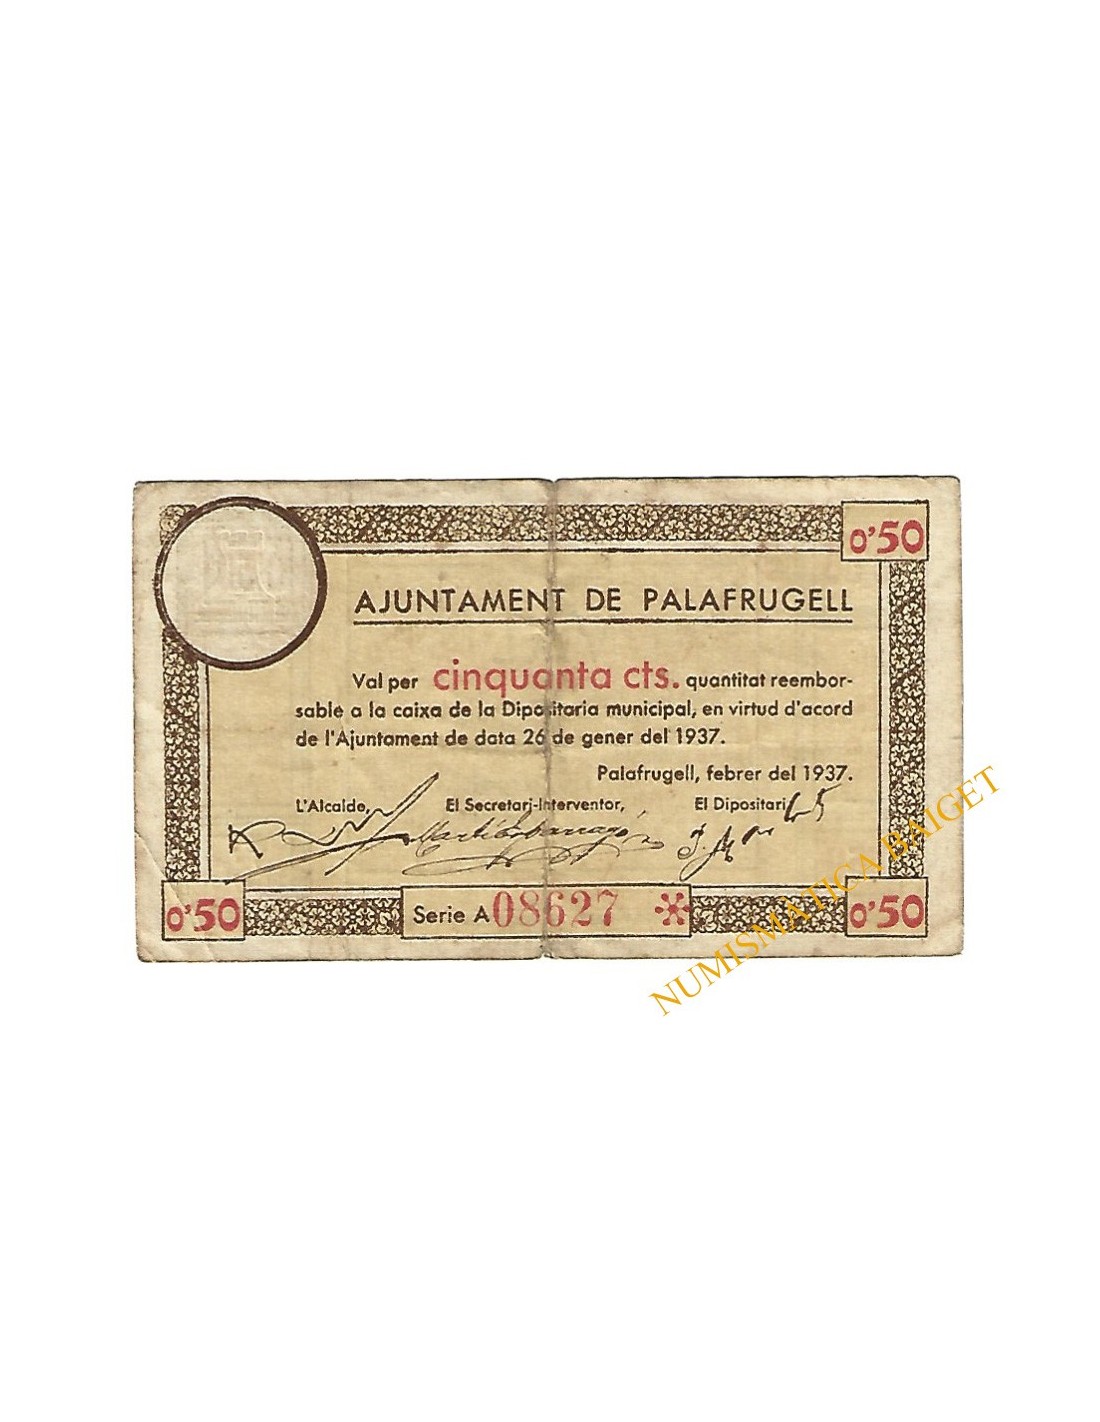 0'50
AJUNTAMENT DE PALAFRUGELL
Val per cinquanta cts. quantitat reembor-
sable a la caixa de la Dipositaria municipal, en virtud d'acord
de l'Ajuntament de data 26 de gener del 1937.
Palafrugell, febrer del 1937.
L'Alcalde, El Secretari-Interventor, El Dipositari
0'50 Serie A 08627 * 0'50
NUMISMATICA BAIGET